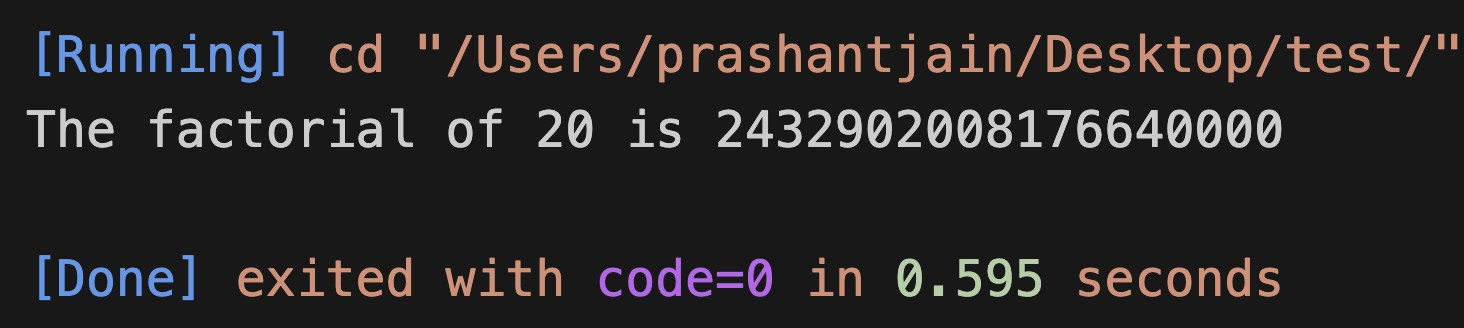 [Running] cd "/Users/prashantjain/Desktop/test/"
The factorial of 20 is 2432902008176640000
[Done] exited with code=0 in 0.595 seconds